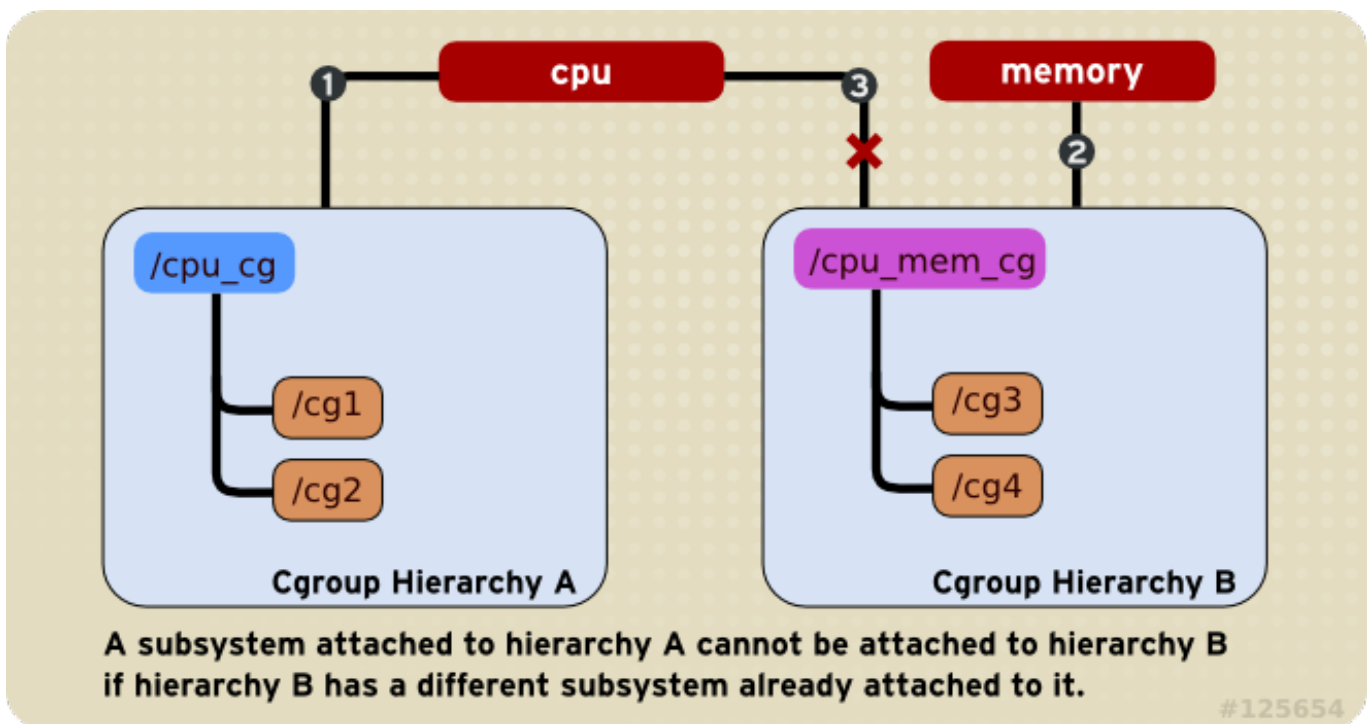 cpu
memory
1
3
2
/cpu_cg
/cpu_mem_cg
/cg1
/cg3
/cg2
/cg4
Cgroup Hierarchy A
Cgroup Hierarchy B
A subsystem attached to hierarchy A cannot be attached to hierarchy B
if hierarchy B has a different subsystem already attached to it.
#125654